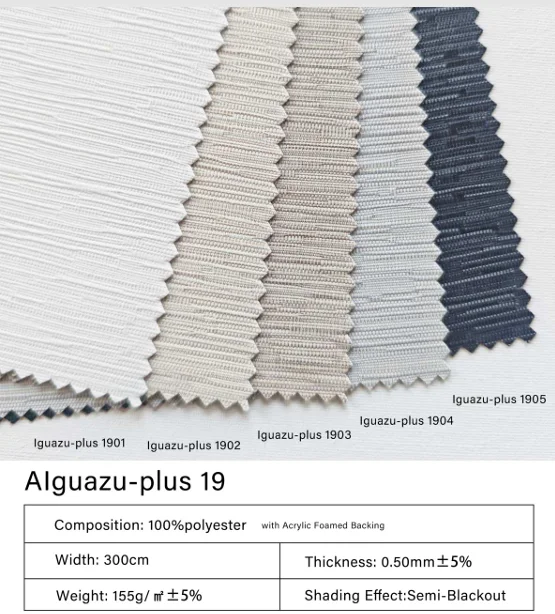 Iguazu-plus 1901
Iguazu-plus 1902
Iguazu-plus 1903
Iguazu-plus 1904
Iguazu-plus 1905
AIguazu-plus 19
Composition: 100%polyester with Acrylic Foamed Backing
Width: 300cm
Thickness: 0.50mm±5%
Weight: 155g/㎡±5%
Shading Effect:Semi-Blackout